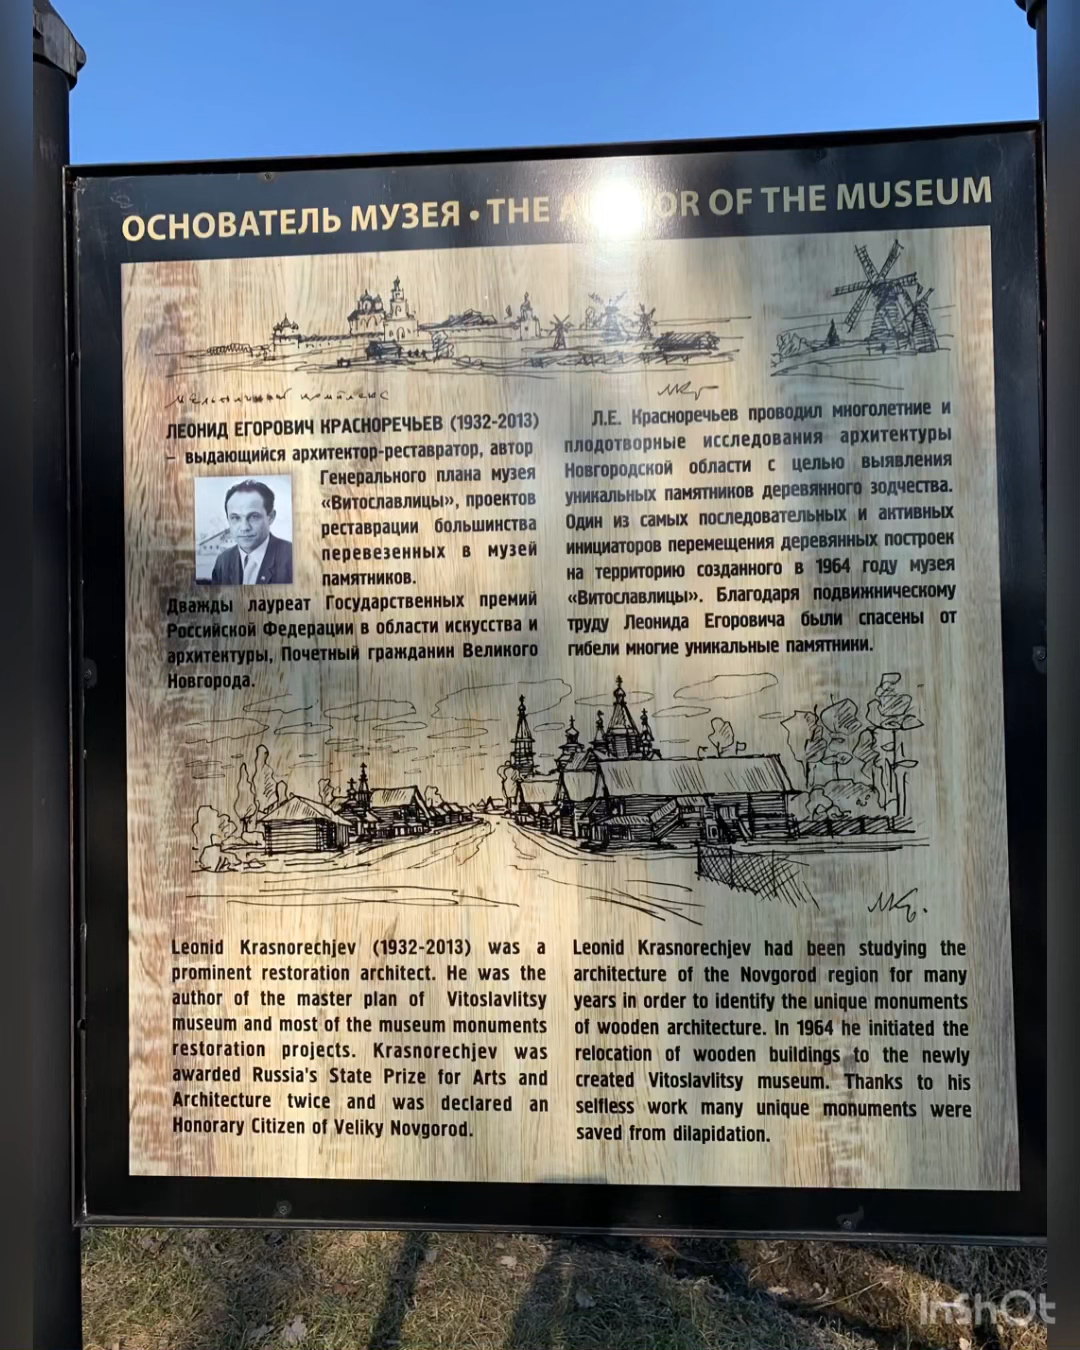 ОСНОВАТЕЛЬ МУЗЕЯ • THE OR OF THE MUSEUM
Мельничный комплекс
ЛЕОНИД ЕГОРОВИЧ КРАСНОРЕЧЬЕВ (1932-2013)
– выдающийся архитектор-реставратор, автор
Генерального плана музея
«Витославлицы», проектов
реставрации большинства
перевезенных в музей
памятников.
Дважды лауреат Государственных премий
Российской Федерации в области искусства и
архитектуры, Почетный гражданин Великого
Новгорода.
Л.Е. Красноречьев проводил многолетние и
плодотворные исследования архитектуры
Новгородской области с целью выявления
уникальных памятников деревянного зодчества.
Один из самых последовательных и активных
инициаторов перемещения деревянных построек
на территорию созданного в 1964 году музея
«Витославлицы». Благодаря подвижническому
труду Леонида Егоровича были спасены от
гибели многие уникальные памятники.
Leonid Krasnorechjev (1932-2013) was a
prominent restoration architect. He was the
author of the master plan of Vitoslavlitsy
museum and most of the museum monuments
restoration projects. Krasnorechjev was
awarded Russia's State Prize for Arts and
Architecture twice and was declared an
Honorary Citizen of Veliky Novgorod.
Leonid Krasnorechjev had been studying the
architecture of the Novgorod region for many
years in order to identify the unique monuments
of wooden architecture. In 1964 he initiated the
relocation of wooden buildings to the newly
created Vitoslavlitsy museum. Thanks to his
selfless work many unique monuments were
saved from dilapidation.
InShOt